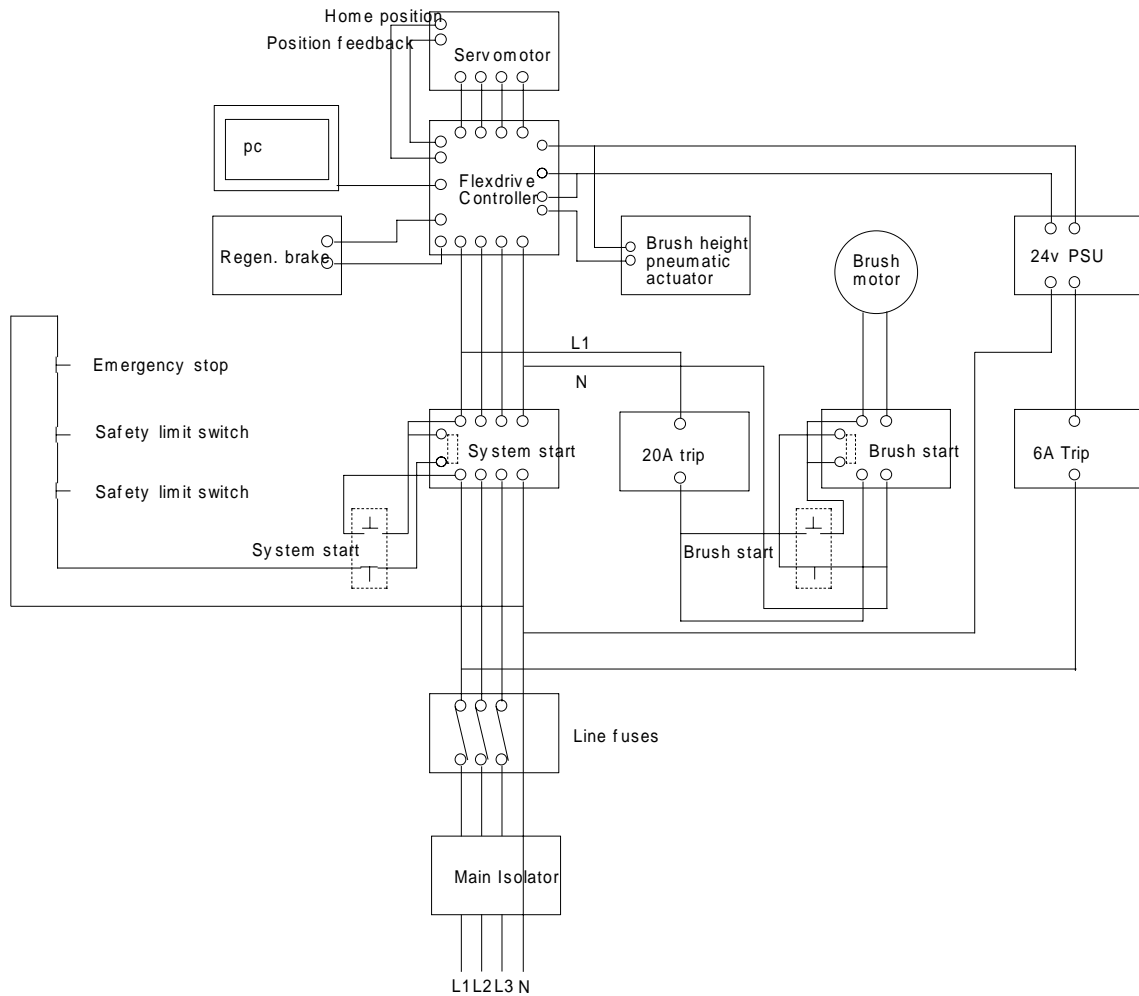 Home position
Position feedback
Servomotor
pc
Flexdrive
Controller
Regen. brake
Brush height
pneumatic
actuator
Brush
motor
24v PSU
L1
N
Emergency stop
Safety limit switch
Safety limit switch
System start
20A trip
Brush start
6A Trip
System start
Brush start
Line fuses
Main Isolator
L1 L2 L3 N